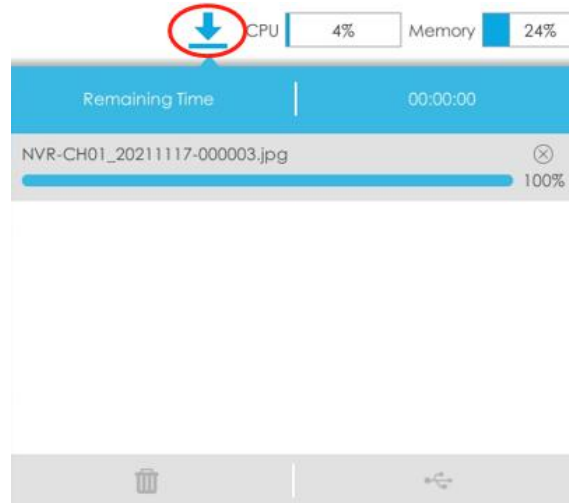 CPU 4% Memory 24%
Remaining Time 00:00:00
NVR-CH01_20211117-000003.jpg
100%